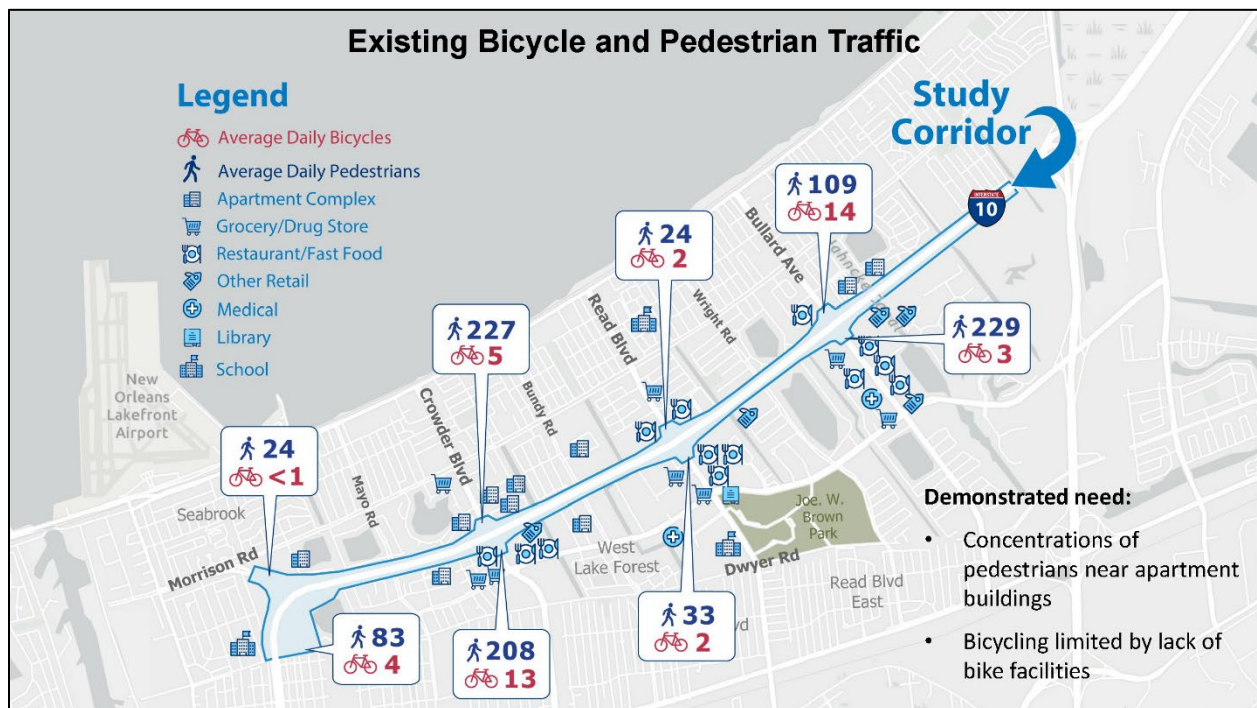 Existing Bicycle and Pedestrian Traffic
Legend
Average Daily Bicycles
Average Daily Pedestrians
Apartment Complex
Grocery/Drug Store
Restaurant/Fast Food
Other Retail
Medical
Library
School
Study
Corridor
INTERSTATE
10
109
14
Bullard Ave
24
2
Wright Rd
Read Blvd
229
3
227
5
Crowder Blvd
Bundy Rd
New
Orleans
Lakefront
Airport
24
<1
Mayo Rd
Seabrook
Morrison Rd
Joe. W.
Brown
Park
West
Lake Forest
Dwyer Rd
Read Blvd
East
83
4
208
13
33
2
vd
Demonstrated need:
• Concentrations of
pedestrians near apartment
buildings
• Bicycling limited by lack of
bike facilities